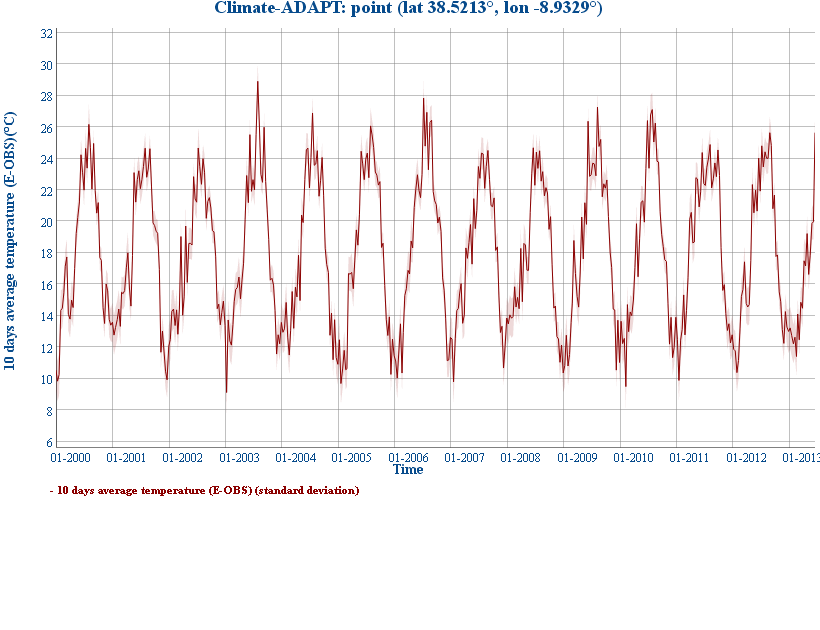 Climate-ADAPT: point (lat 38.5213°, lon -8.9329°)
10 days average temperature (E-OBS)(°C)
32
30
28
26
24
22
20
18
16
14
12
10
8
6
01-2000 01-2001 01-2002 01-2003 01-2004 01-2005 01-2006 01-2007 01-2008 01-2009 01-2010 01-2011 01-2012 01-2013
Time
- 10 days average temperature (E-OBS) (standard deviation)